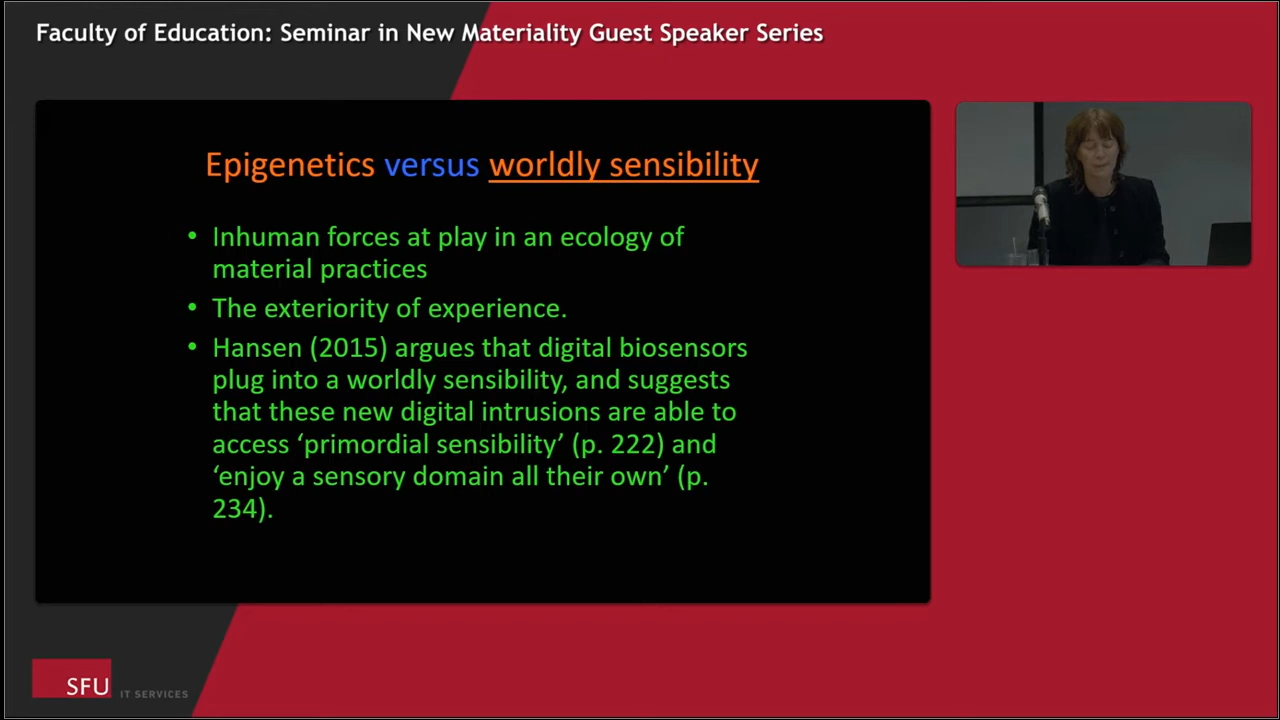 Faculty of Education: Seminar in New Materiality Guest Speaker Series
Epigenetics versus worldly sensibility
• Inhuman forces at play in an ecology of
material practices
• The exteriority of experience.
• Hansen (2015) argues that digital biosensors
plug into a worldly sensibility, and suggests
that these new digital intrusions are able to
access ‘primordial sensibility’ (p. 222) and
‘enjoy a sensory domain all their own’ (p.
234).
SFU IT SERVICES